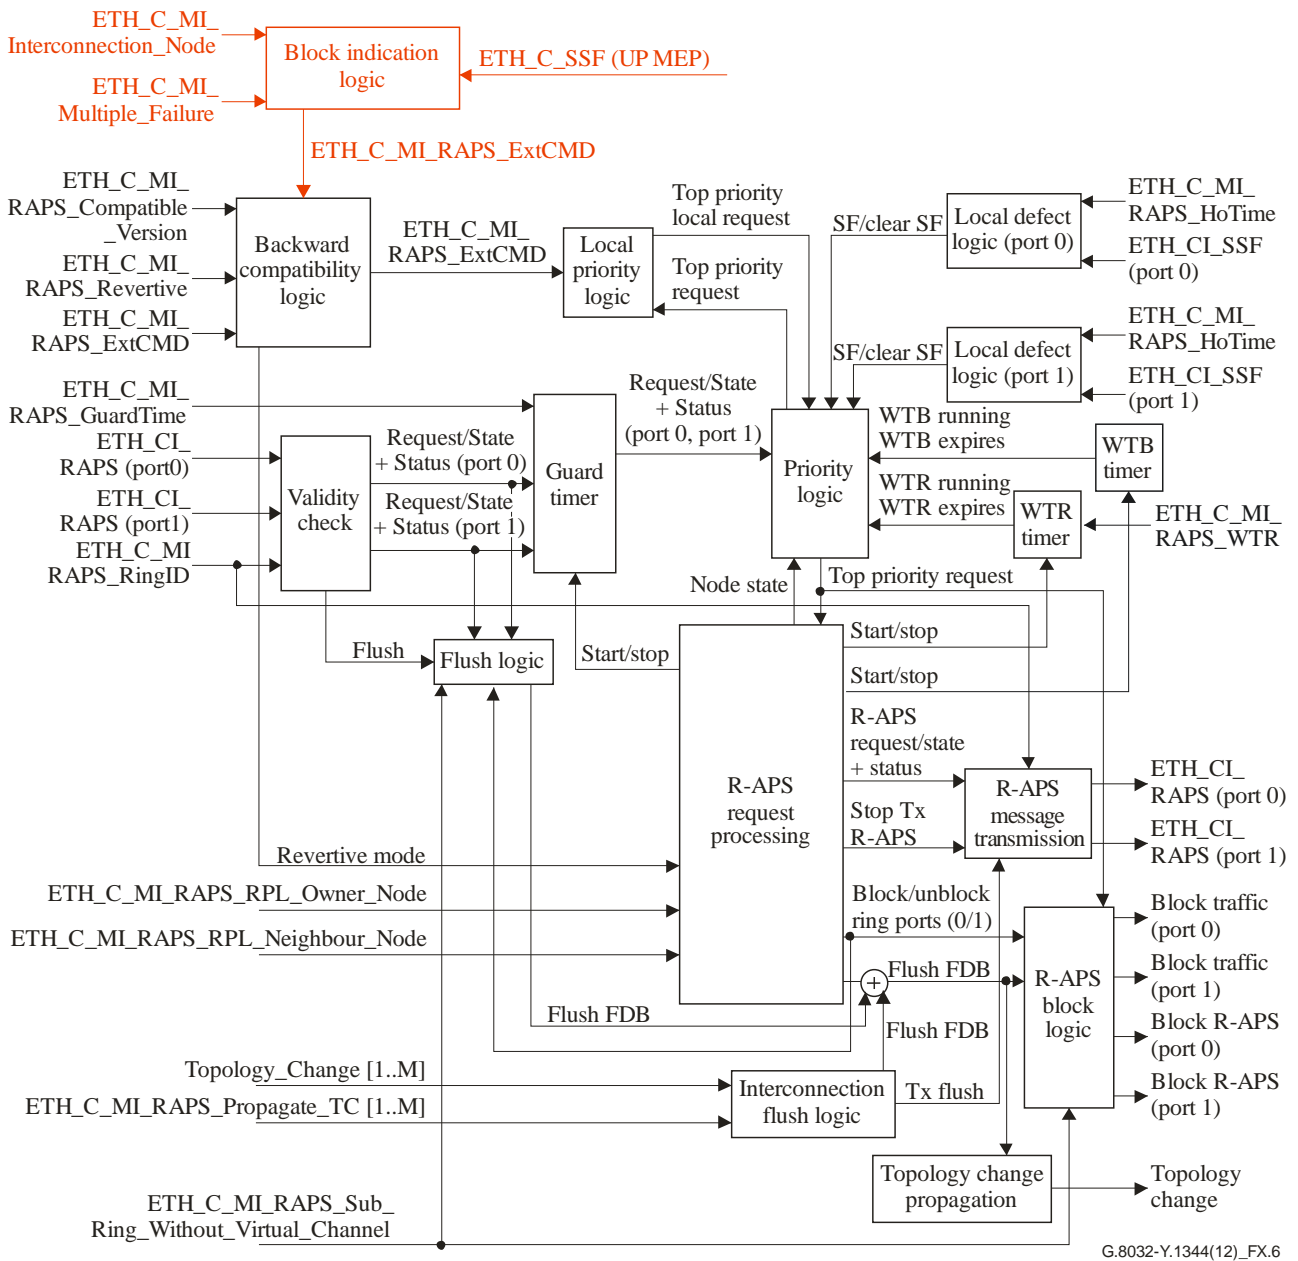 ETH_C_MI_
Interconnection_Node
ETH_C_MI_
Multiple_Failure
Block indication
logic
ETH_C_SSF (UP MEP)
ETH_C_MI_RAPS_ExtCMD
ETH_C_MI_
RAPS_Compatible
_Version
ETH_C_MI_
RAPS_Revertive
ETH_C_MI_
RAPS_ExtCMD
Backward
compatibility
logic
ETH_C_MI_
RAPS_ExtCMD
Local
priority
logic
Top priority
local request
Top priority
request
SF/clear SF
Local defect
logic (port 0)
ETH_C_MI_
RAPS_HoTime
ETH_CI_SSF
(port 0)
SF/clear SF
Local defect
logic (port 1)
ETH_C_MI_
RAPS_HoTime
ETH_CI_SSF
(port 1)
ETH_C_MI_
RAPS_GuardTime
ETH_CI_
RAPS (port0)
ETH_CI_
RAPS (port1)
ETH_C_MI
RAPS_RingID
Validity
check
Request/State
+ Status (port 0)
Request/State
+ Status (port 1)
Guard
timer
Request/State
+ Status
(port 0, port 1)
Priority
logic
WTB running
WTB expires
WTR running
WTR expires
WTB
timer
WTR
timer
ETH_C_MI_
RAPS_WTR
Node state
Top priority request
Flush
Flush logic
Start/stop
Start/stop
Start/stop
R-APS
request/state
+ status
Stop Tx
R-APS
R-APS
request
processing
R-APS
message
transmission
ETH_CI_
RAPS (port 0)
ETH_CI_
RAPS (port 1)
Revertive mode
ETH_C_MI_RAPS_RPL_Owner_Node
ETH_C_MI_RAPS_RPL_Neighbour_Node
Block/unblock
ring ports (0/1)
+
Flush FDB
Flush FDB
Flush FDB
R-APS
block
logic
Block traffic
(port 0)
Block traffic
(port 1)
Block R-APS
(port 0)
Block R-APS
(port 1)
Topology_Change [1..M]
ETH_C_MI_RAPS_Propagate_TC [1..M]
Interconnection
flush logic
Tx flush
Topology change
propagation
Topology
change
ETH_C_MI_RAPS_Sub_
Ring_Without_Virtual_Channel
G.8032-Y.1344(12)_FX.6